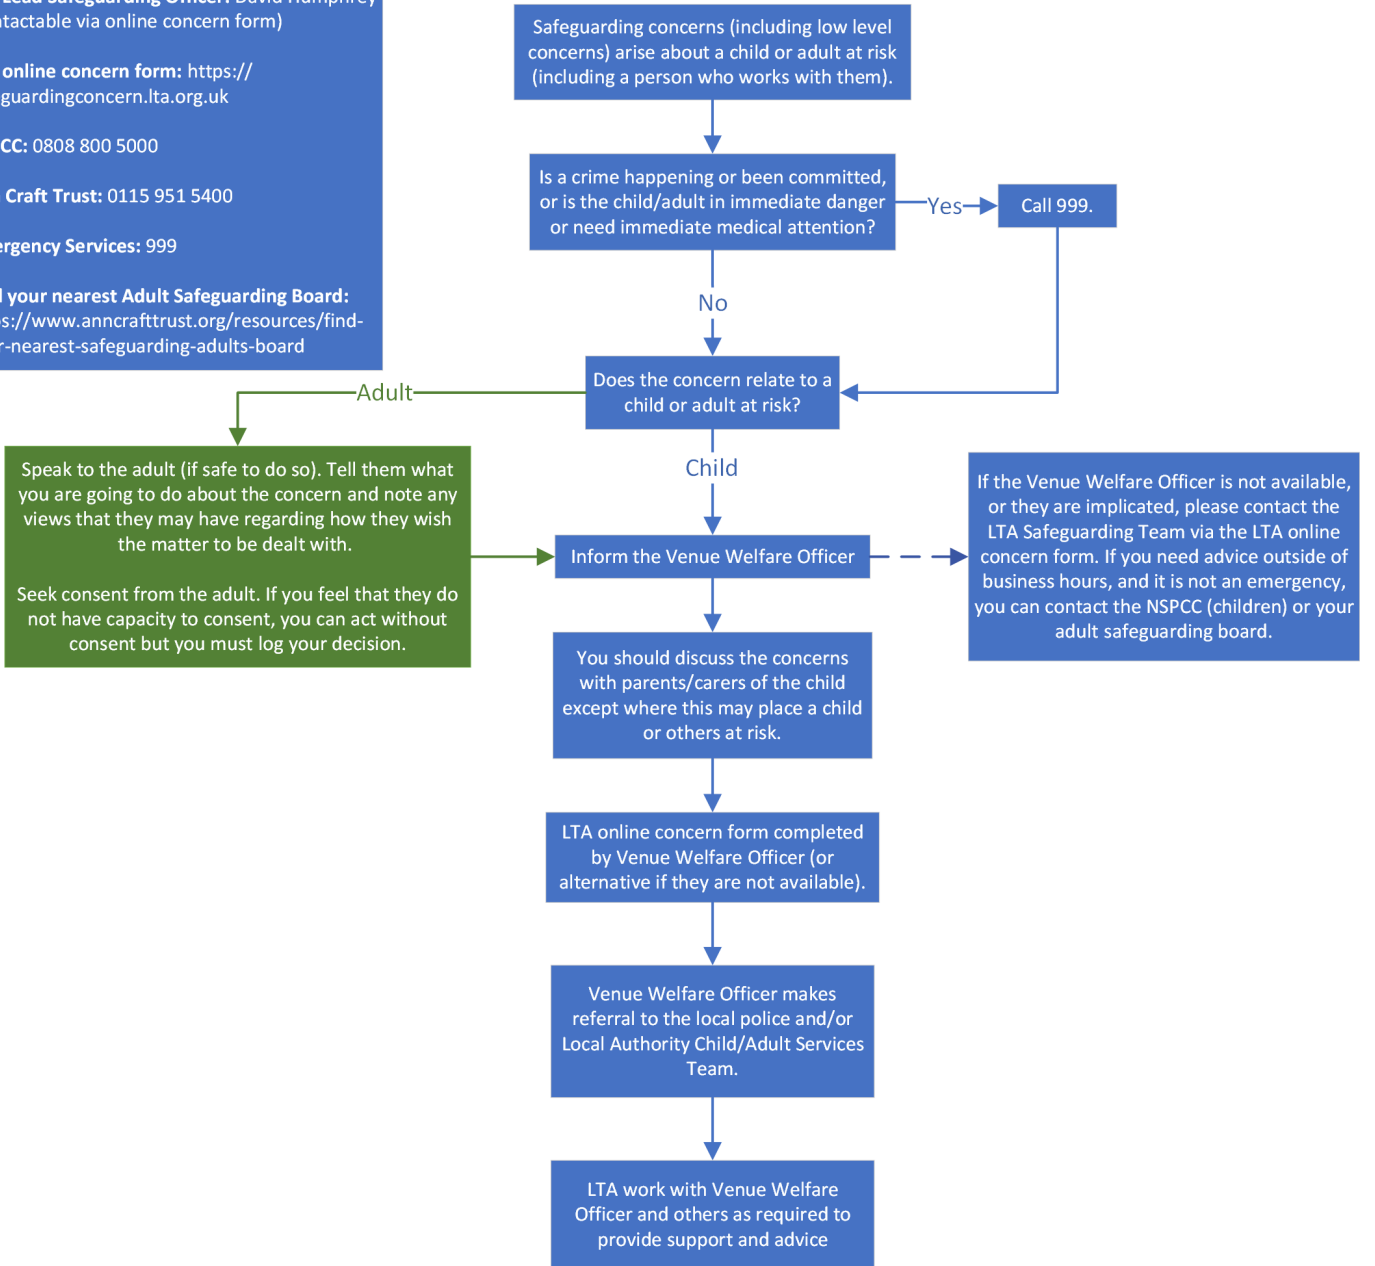 Lead Safeguarding Officer: David Humphrey
ntactable via online concern form)
online concern form: https://
guardingconcern.lta.org.uk
CC: 0808 800 5000
Craft Trust: 0115 951 5400
ergency Services: 999
your nearest Adult Safeguarding Board:
s://www.anncrafttrust.org/resources/find-
r-nearest-safeguarding-adults-board
Safeguarding concerns (including low level
concerns) arise about a child or adult at risk
(including a person who works with them).
Is a crime happening or been committed,
or is the child/adult in immediate danger
or need immediate medical attention?
Yes
Call 999.
No
Does the concern relate to a
child or adult at risk?
Adult
Speak to the adult (if safe to do so). Tell them what
you are going to do about the concern and note any
views that they may have regarding how they wish
the matter to be dealt with.
Seek consent from the adult. If you feel that they do
not have capacity to consent, you can act without
consent but you must log your decision.
Child
Inform the Venue Welfare Officer
If the Venue Welfare Officer is not available,
or they are implicated, please contact the
LTA Safeguarding Team via the LTA online
concern form. If you need advice outside of
business hours, and it is not an emergency,
you can contact the NSPCC (children) or your
adult safeguarding board.
You should discuss the concerns
with parents/carers of the child
except where this may place a child
or others at risk.
LTA online concern form completed
by Venue Welfare Officer (or
alternative if they are not available).
Venue Welfare Officer makes
referral to the local police and/or
Local Authority Child/Adult Services
Team.
LTA work with Venue Welfare
Officer and others as required to
provide support and advice